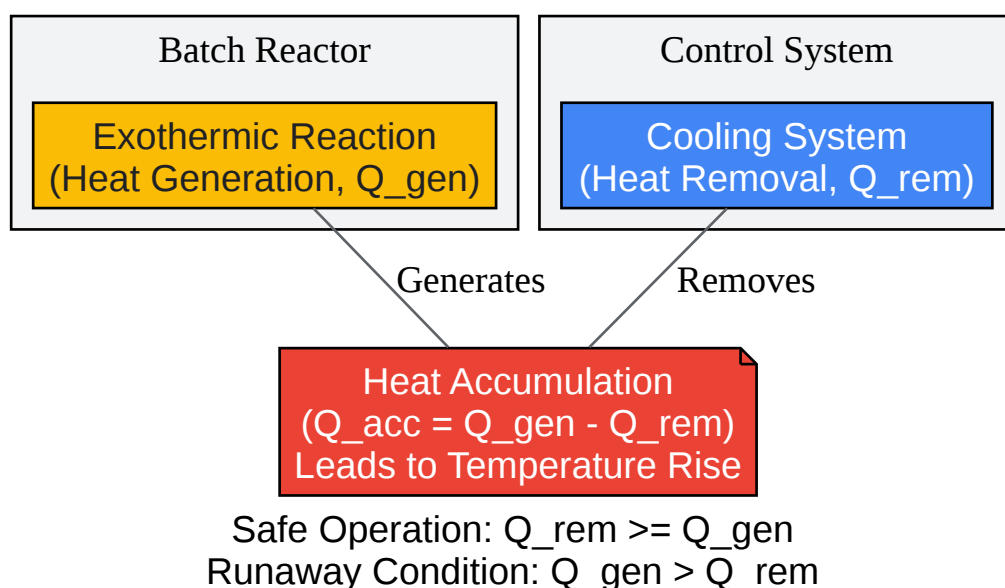 Batch Reactor
Control System
Exothermic Reaction
(Heat Generation, Q_gen)
Cooling System
(Heat Removal, Q_rem)
Generates
Removes
Heat Accumulation
(Q_acc = Q_gen - Q_rem)
Leads to Temperature Rise
Safe Operation: Q_rem >= Q_gen
Runaway Condition: Q_gen > Q_rem